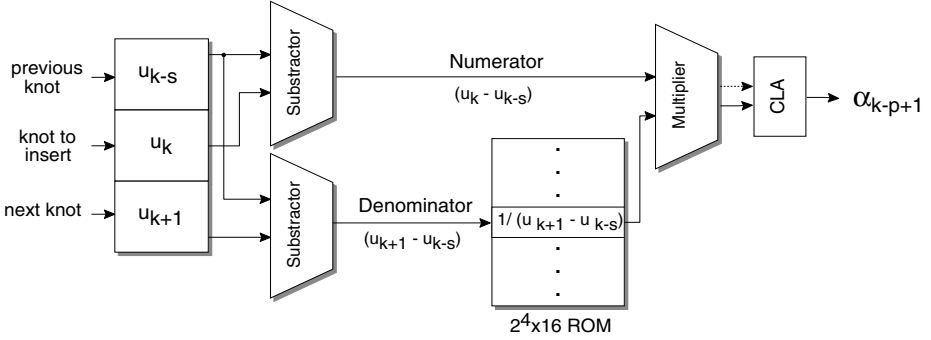 previous
knot
knot to
insert
next knot
u_{k-s}
u_k
u_{k+1}
Substractor
Substractor
Numerator
(u_k - u_{k-s})
Denominator
(u_{k+1} - u_{k-s})
1/ (u_{k+1} - u_{k-s})
2^4x16 ROM
Multiplier
CLA
α_{k-p+1}